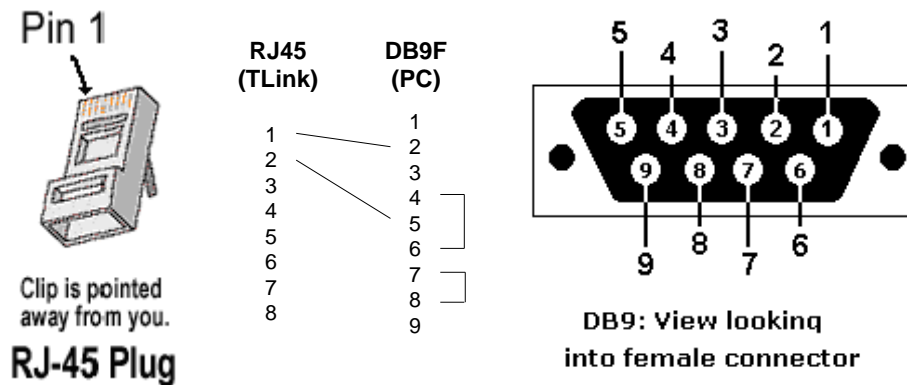 Pin 1
Clip is pointed
away from you.
RJ-45 Plug
RJ45 DB9F
(TLink) (PC)
1 1
2 2
3 3
4 4
5 5
6 6
7 7
8 8
9
5 4 3 2 1
5 4 3 2 1
9 8 7 6
9 8 7 6
DB9: View looking
into female connector